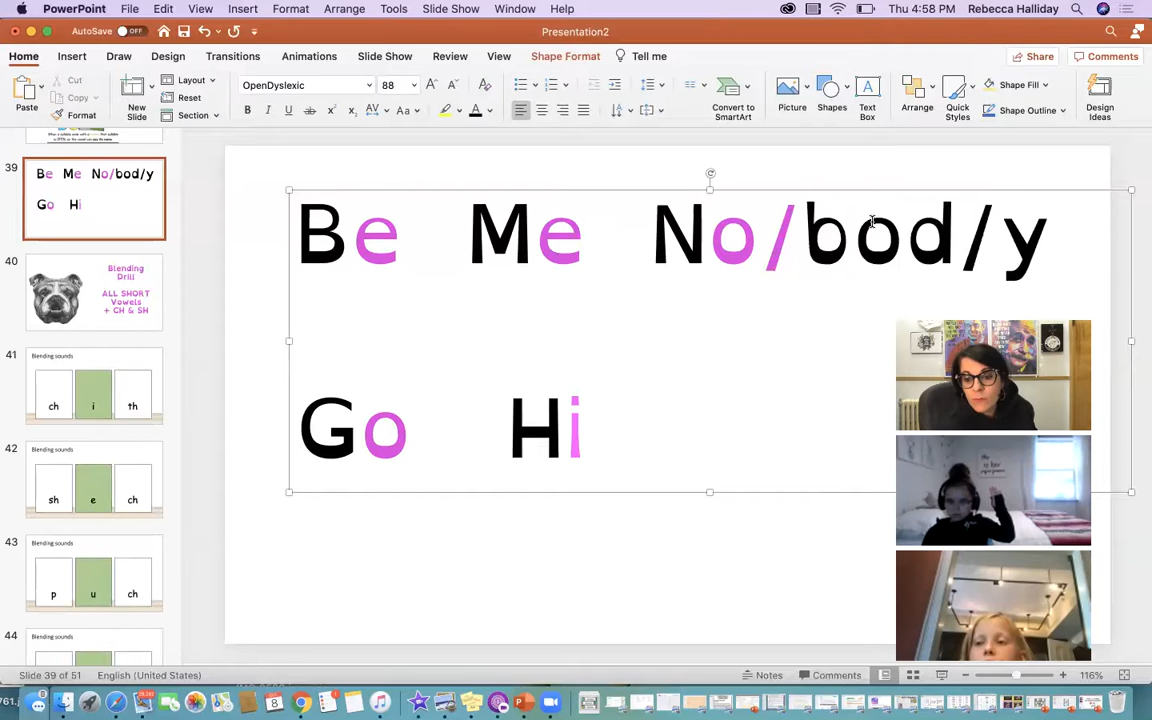 PowerPoint File Edit View Insert Format Arrange Tools Slide Show Window Help Thu 4:58 PM Rebecca Halliday
AutoSave OFF Presentation2
Home Insert Draw Design Transitions Animations Slide Show Review View Shape Format Tell me Share Comments
Paste Cut Copy Format New Slide Layout Reset Section OpenDyslexic 88 Convert to SmartArt Picture Shapes Text Box Arrange Quick Styles Shape Fill Shape Outline Design Ideas
39
Be Me No/bod/y
Go Hi
40
Blending Drill
ALL SHORT Vowels + CH & SH
41
Blending sounds
ch i th
42
Blending sounds
sh e ch
43
Blending sounds
p u ch
44
Blending sounds
Be Me No/bod/y
Go Hi
Slide 39 of 51 English (United States) Notes Comments 116%